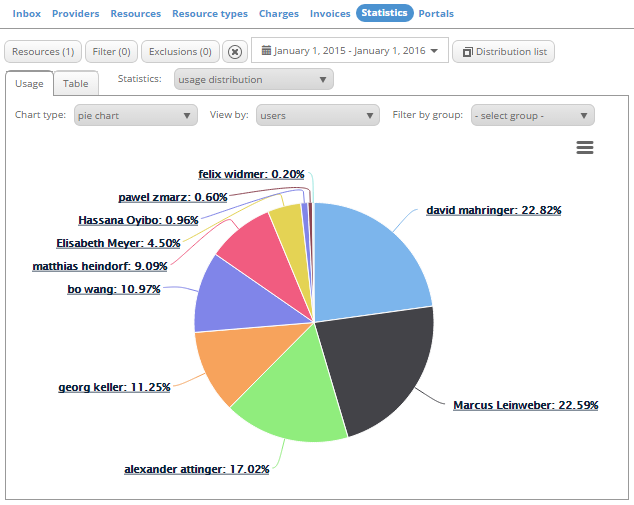 Inbox Providers Resources Resource types Charges Invoices Statistics Portals
Resources (1) Filter (0) Exclusions (0) January 1, 2015 - January 1, 2016 Distribution list
Usage Table Statistics: usage distribution
Chart type: pie chart View by: users Filter by group: - select group -
felix widmer: 0.20%
pawel zmarz: 0.60%
david mahringer: 22.82%
Hassana Oyibo: 0.96%
Elisabeth Meyer: 4.50%
matthias heindorf: 9.09%
bo wang: 10.97%
georg keller: 11.25%
Marcus Leinweber: 22.59%
alexander attinger: 17.02%